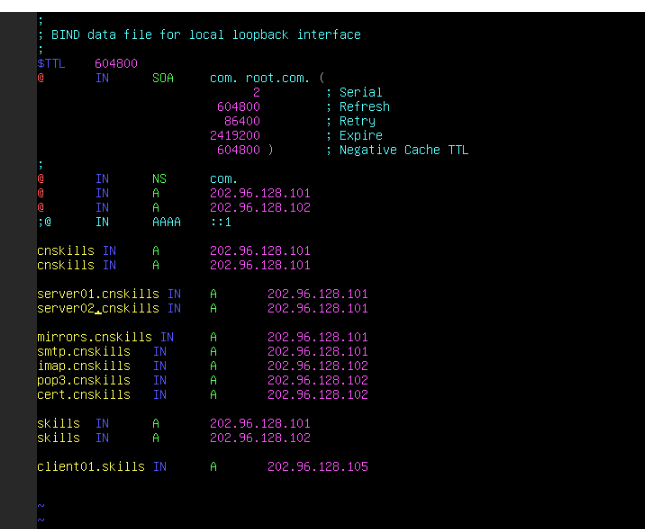 ;
; BIND data file for local loopback interface
;
$TTL    604800
@       IN      SOA     com. root.com. (
                              2         ; Serial
                         604800         ; Refresh
                          86400         ; Retry
                        2419200         ; Expire
                         604800 )       ; Negative Cache TTL
;
@       IN      NS      com.
@       IN      A       202.96.128.101
@       IN      A       202.96.128.102
;@      IN      AAAA    ::1
cnskills IN     A       202.96.128.101
cnskills IN     A       202.96.128.101
server01.cnskills IN    A       202.96.128.101
server02.cnskills IN    A       202.96.128.101
mirrors.cnskills IN     A       202.96.128.101
smtp.cnskills   IN      A       202.96.128.101
imap.cnskills   IN      A       202.96.128.102
pop3.cnskills   IN      A       202.96.128.102
cert.cnskills   IN      A       202.96.128.102
skills  IN      A       202.96.128.101
skills  IN      A       202.96.128.102
client01.skills IN      A       202.96.128.105
~
~